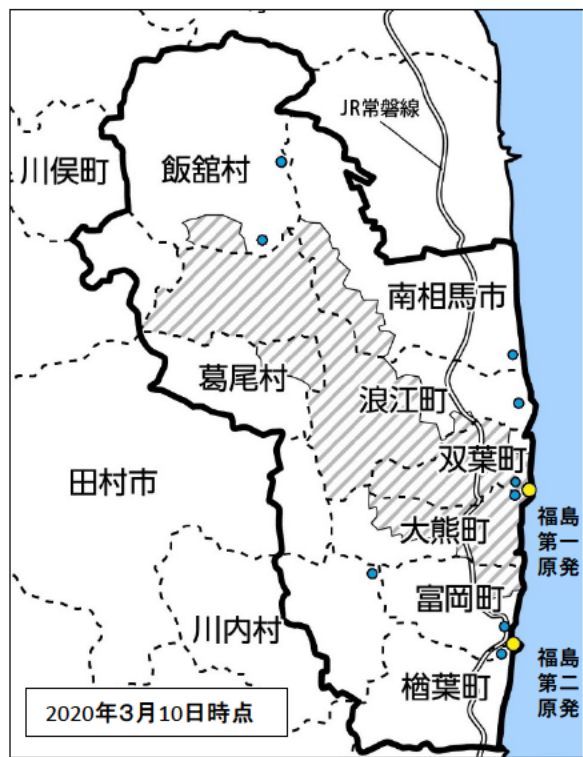 JR常磐線
川俣町
飯舘村
南相馬市
葛尾村
浪江町
双葉町
田村市
大熊町
福島
第一
原発
富岡町
川内村
福島
第二
原発
楢葉町
2020年3月10日時点